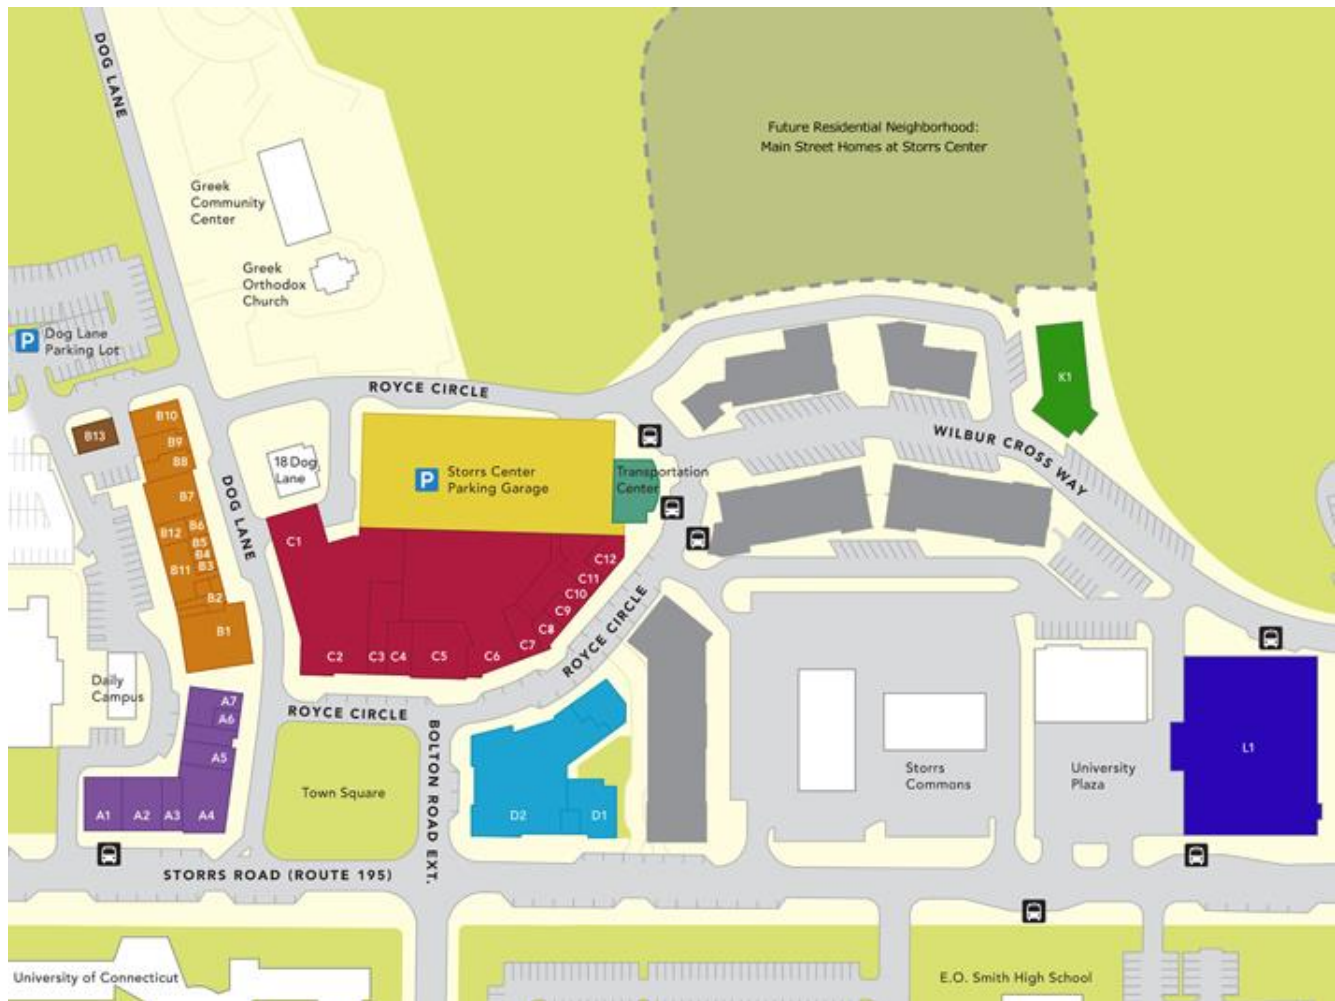 DOG LANE
Future Residential Neighborhood:
Main Street Homes at Storrs Center
Greek
Community
Center
Greek
Orthodox
Church
P
Dog Lane
Parking Lot
ROYCE CIRCLE
K1
B10
B13
B9
B8
B7
B6
B12
B5
B4
B3
B11
B2
B1
DOG LANE
18 Dog
Lane
P
Storrs Center
Parking Garage
Transportation
Center
WILBUR CROSS WAY
C1
C12
C11
C10
C9
C8
C7
C6
C5
C4
C3
C2
ROYCE CIRCLE
Daily
Campus
A7
A6
A5
A1
A2
A3
A4
ROYCE CIRCLE
BOLTON ROAD EXT.
Town Square
D2
D1
Storrs
Commons
University
Plaza
L1
STORRS ROAD (ROUTE 195)
University of Connecticut
E.O. Smith High School